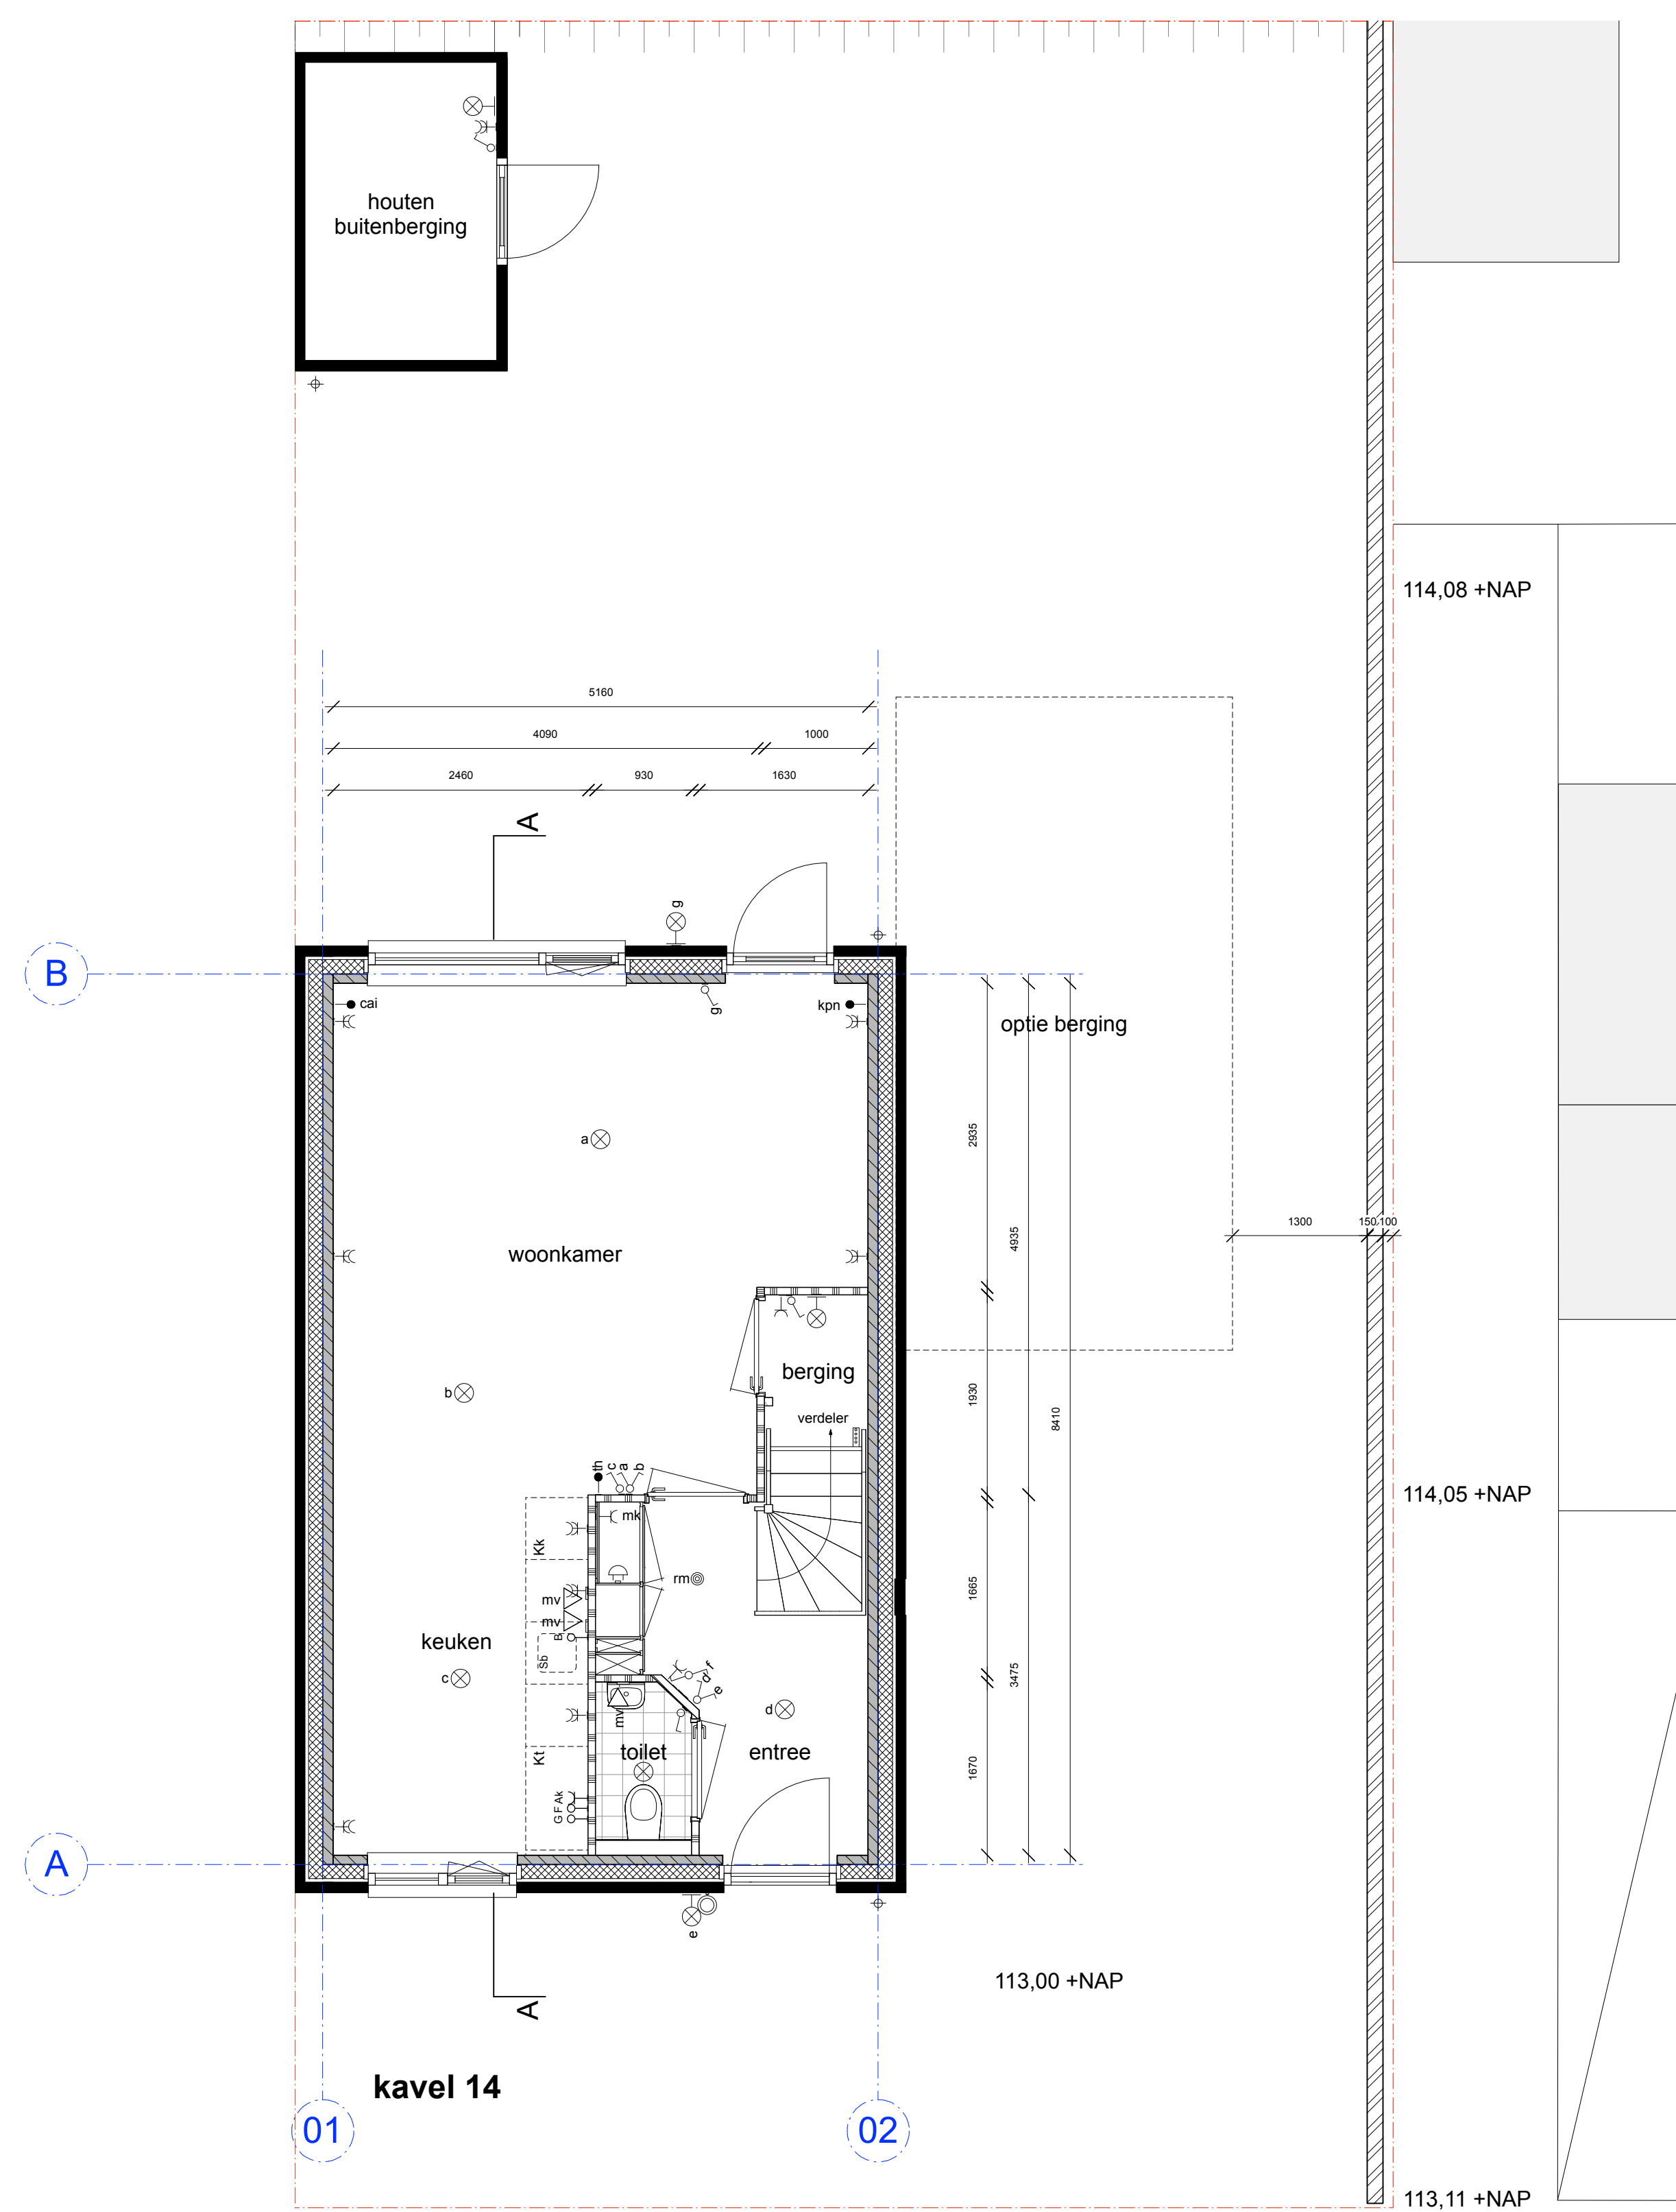 houten
buitenberging
114,08 +NAP
5160
4090
1000
2460
930
1630
A
g
B
cai
kpn
g
optie berging
a
2935
1300
150
100
4935
woonkamer
berging
b
1930
8410
verdeler
th
c
a
b
114,05 +NAP
mk
Kk
rm
1665
mv
mv
B
keuken
Sb
c
f
d
e
3475
mv
d
toilet
entree
Kt
1670
G F Ak
A
e
113,00 +NAP
A
kavel 14
01
02
113,11 +NAP